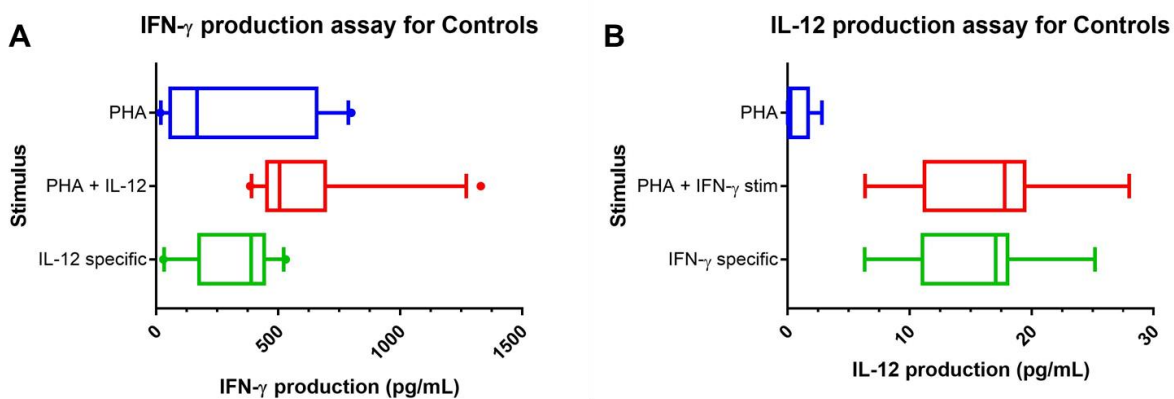 A
IFN-γ production assay for Controls
Stimulus
PHA
PHA + IL-12
IL-12 specific
0
500
1000
1500
IFN-γ production (pg/mL)
B
IL-12 production assay for Controls
Stimulus
PHA
PHA + IFN-γ stim
IFN-γ specific
0
10
20
30
IL-12 production (pg/mL)